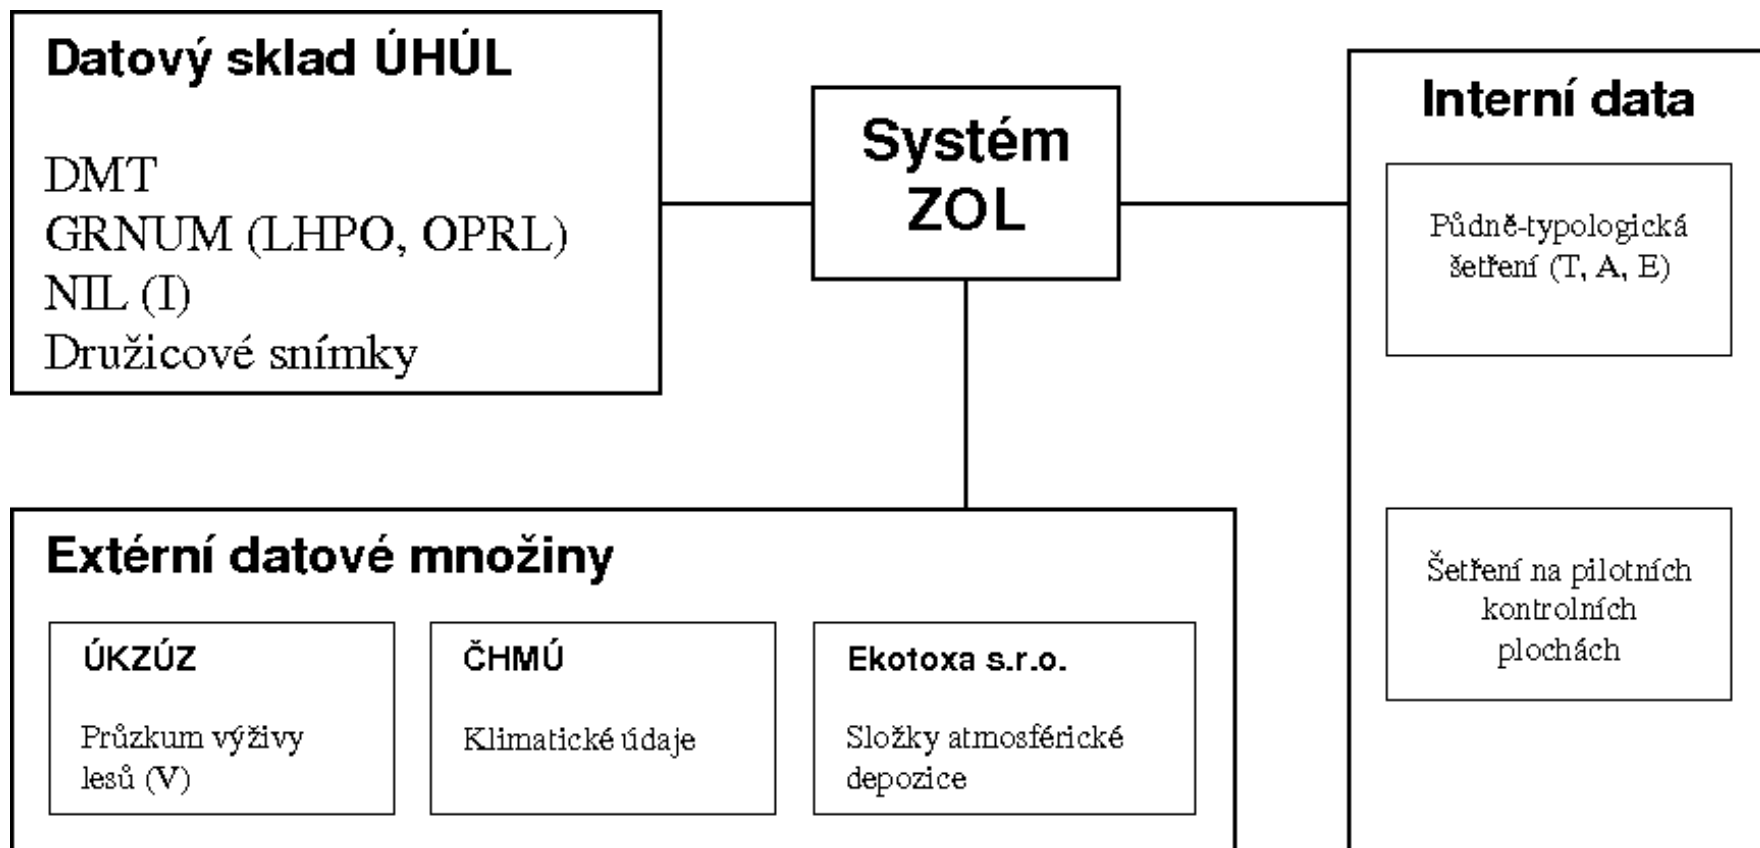 Datový sklad ÚHÚL
DMT
GRNUM (LHPO, OPRL)
NIL (I)
Družicové snímky
Systém
ZOL
Interní data
Půdně-typologická
šetření (T, A, E)
Šetření na pilotních
kontrolních
plochách
Extérní datové množiny
ÚKZÚZ
Průzkum výživy
lesů (V)
ČHMÚ
Klimatické údaje
Ekotoxa s.r.o.
Složky atmosférické
depozice